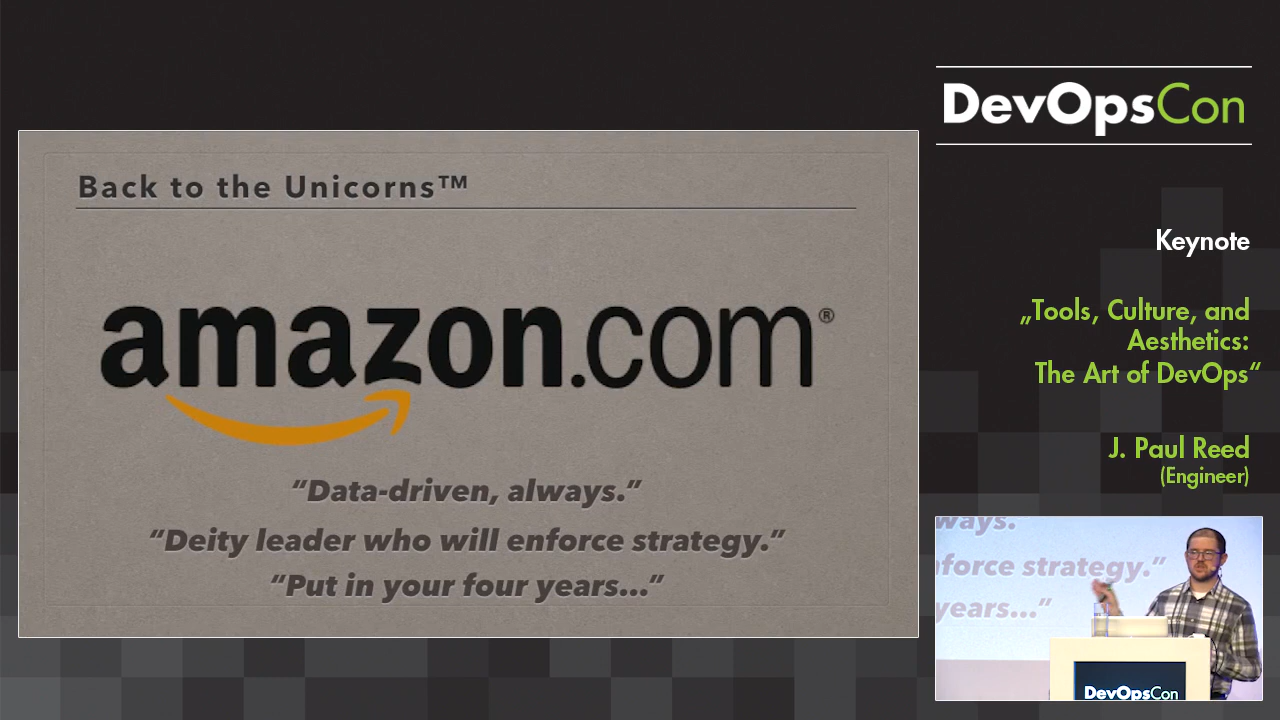 DevOpsCon
Back to the Unicorns™
amazon.com®
“Data-driven, always.”
“Deity leader who will enforce strategy.”
“Put in your four years...”
Keynote
„Tools, Culture, and
Aesthetics:
The Art of DevOps“
J. Paul Reed
(Engineer)
ways.”
nforce strategy.”
years...”
DevOpsCon